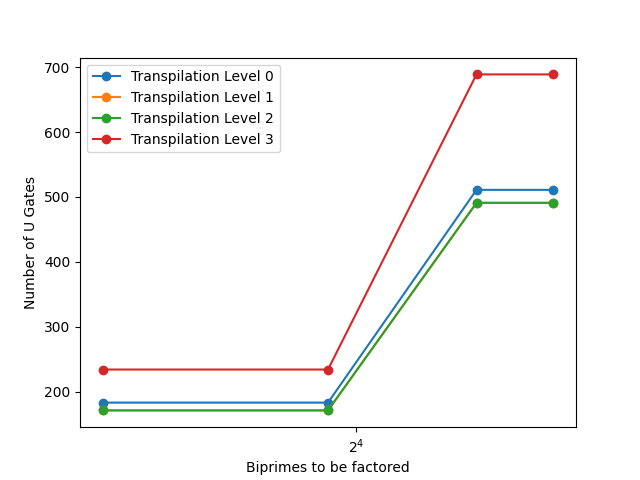 700
600
500
400
300
200
Number of U Gates
Transpilation Level 0
Transpilation Level 1
Transpilation Level 2
Transpilation Level 3
2^4
Biprimes to be factored